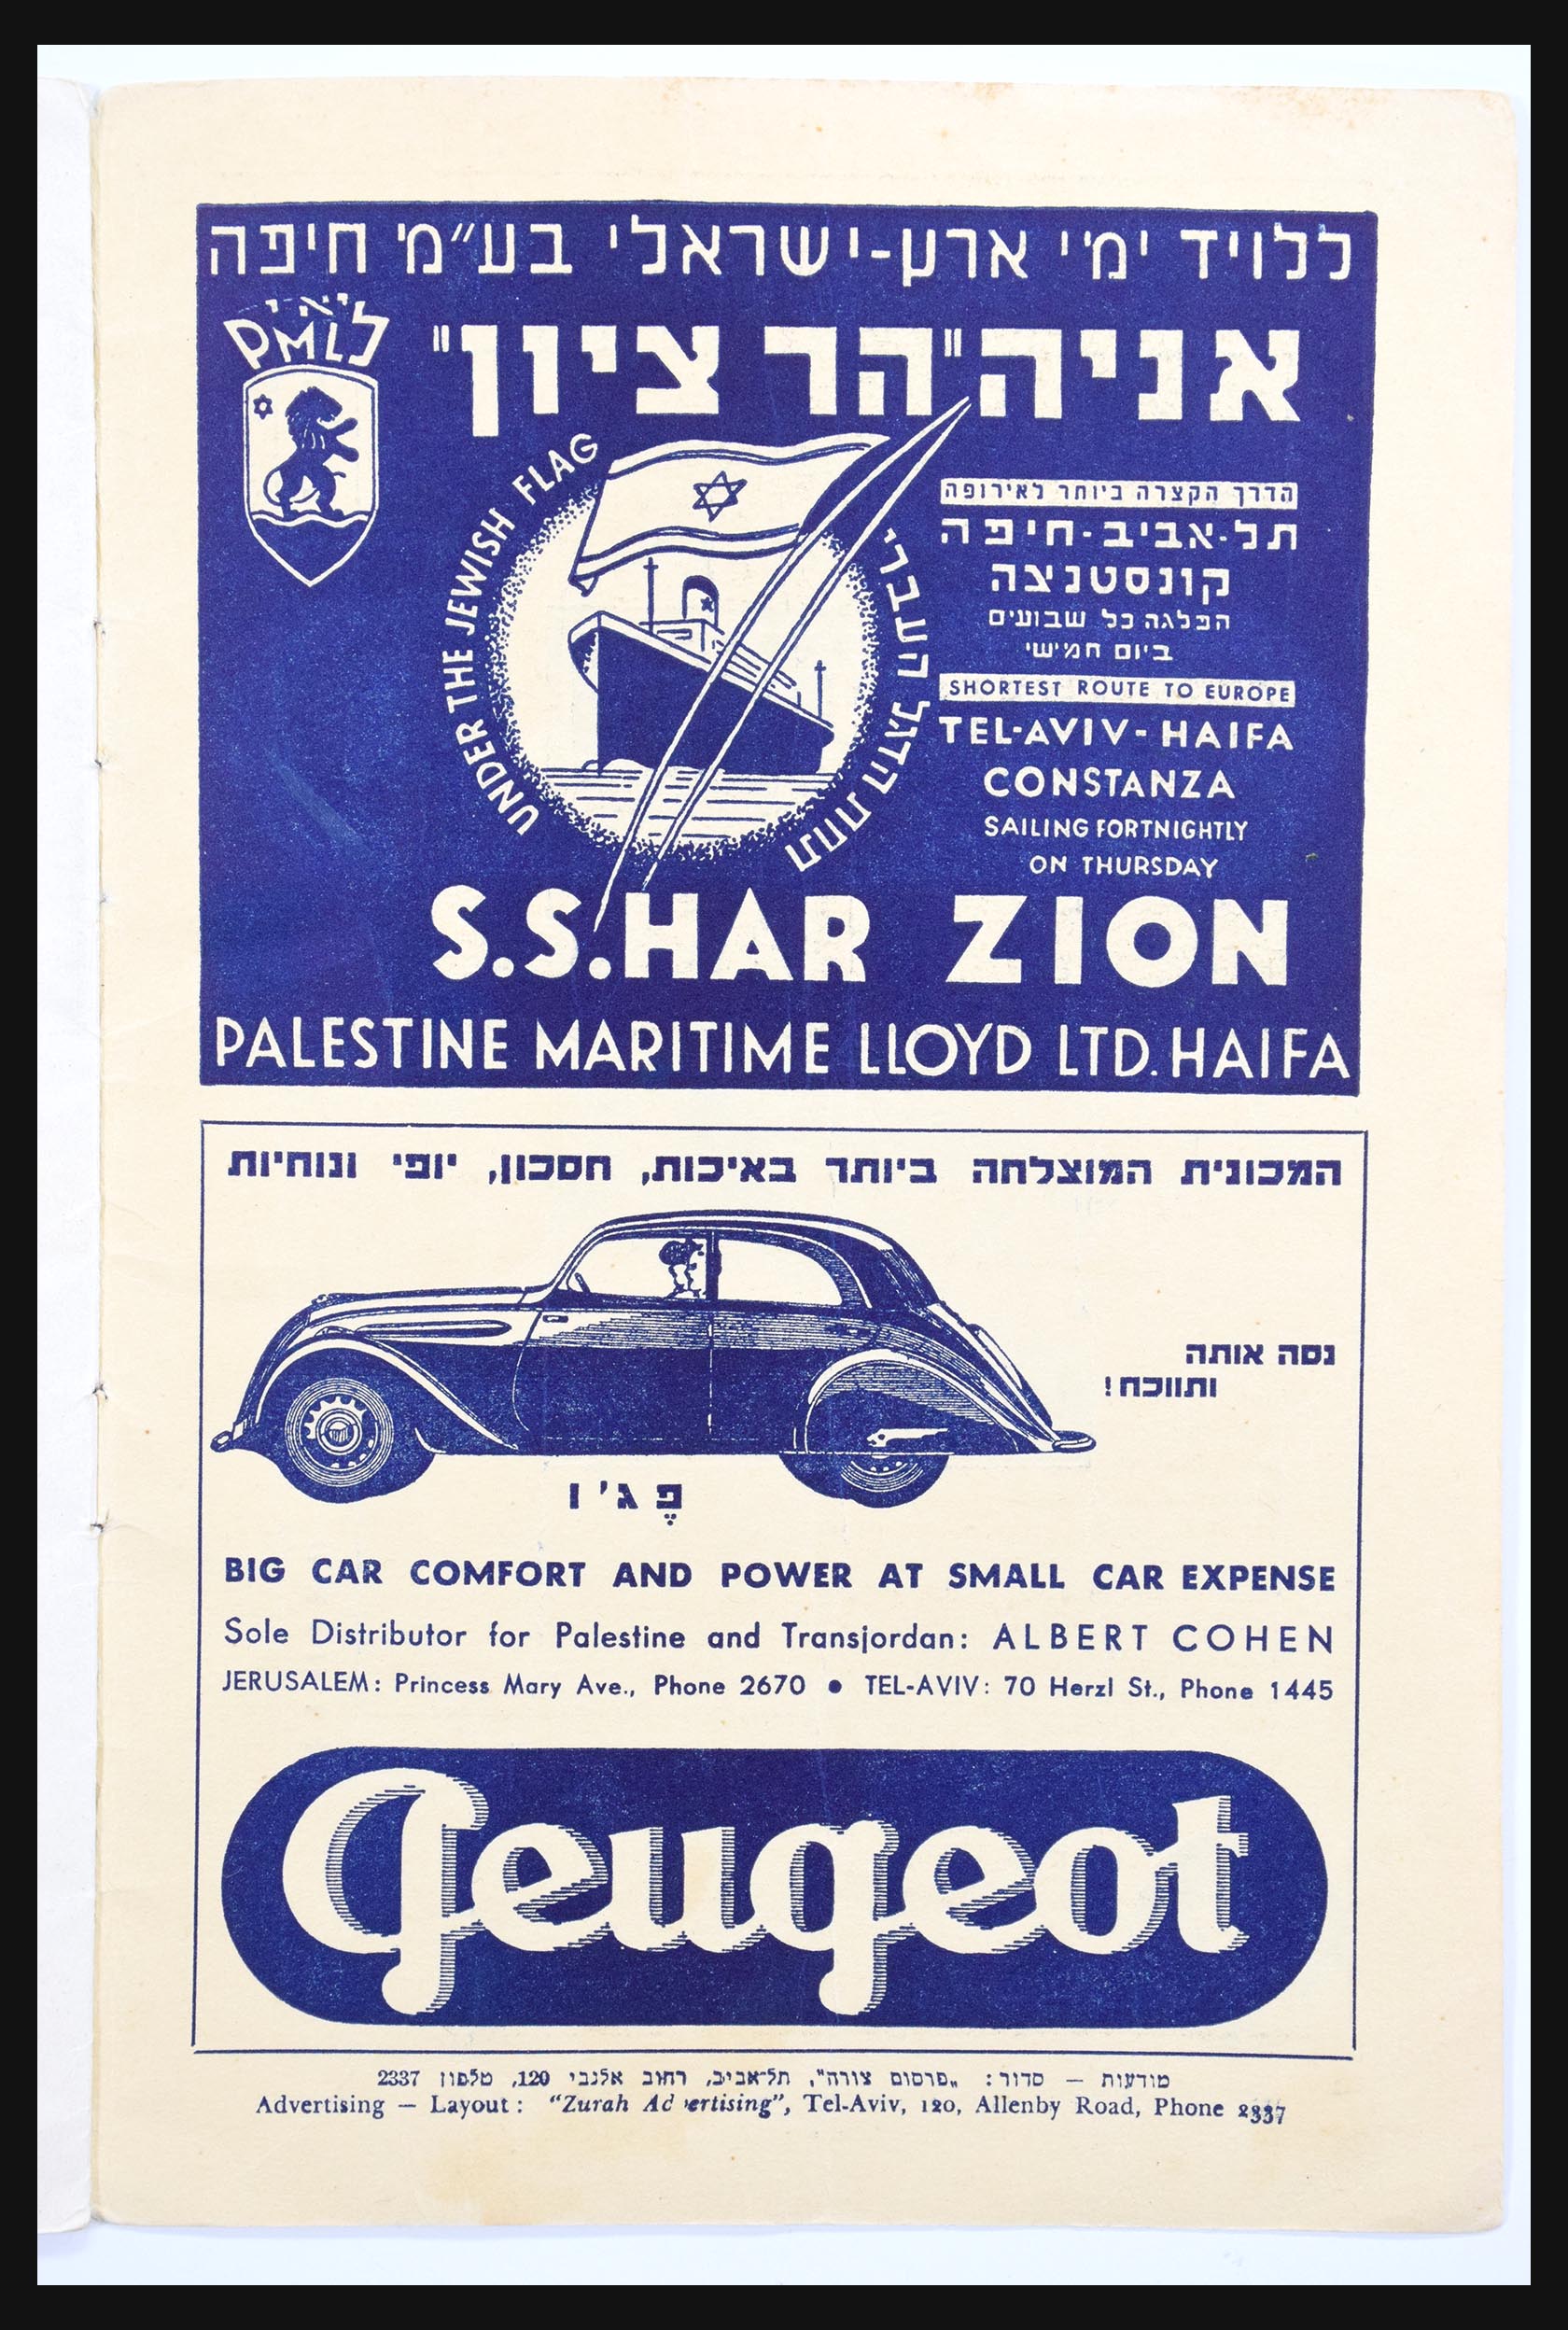 ללויד ימי ארץ-ישראלי בע״מ חיפה
ליאי
PML
אניה "הר ציון"
UNDER THE JEWISH FLAG
תחת הדגל העברי
הדרך הקצרה ביותר לאירופה
תל-אביב-חיפה
קונסטנצה
הפלגה כל שבועים
ביום חמישי
SHORTEST ROUTE TO EUROPE
TEL-AVIV-HAIFA
CONSTANZA
SAILING FORTNIGHTLY
ON THURSDAY
S.S.HAR ZION
PALESTINE MARITIME LLOYD LTD. HAIFA
המכונית המוצלחה ביותר באיכות, חסכון, יופי ונוחיות
נסה אותה
ותווכח!
פֶּג'ו
BIG CAR COMFORT AND POWER AT SMALL CAR EXPENSE
Sole Distributor for Palestine and Transjordan: ALBERT COHEN
JERUSALEM: Princess Mary Ave., Phone 2670 ● TEL-AVIV: 70 Herzl St., Phone 1445
Peugeot
מודעות — סדור: „פרסום צורה", תל־אביב, רחוב אלנבי 120, טלפון 2337
Advertising — Layout: "Zurah Advertising", Tel-Aviv, 120, Allenby Road, Phone 2337